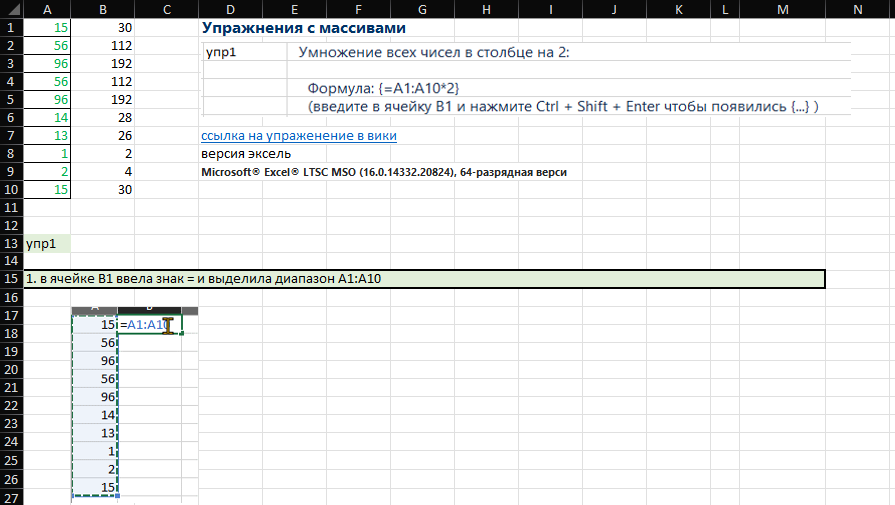 A B C D E F G H I J K L M N
1 15 30 Упражнения с массивами
2 56 112 упр1 Умножение всех чисел в столбце на 2:
3 96 192
4 56 112 Формула: {=A1:A10*2}
5 96 192 (введите в ячейку B1 и нажмите Ctrl + Shift + Enter чтобы появились {...} )
6 14 28
7 13 26 ссылка на упраженение в вики
8 1 2 версия эксель
9 2 4 Microsoft® Excel® LTSC MSO (16.0.14332.20824), 64-разрядная верси
10 15 30
11
12
13 упр1
14
15 1. в ячейке B1 ввела знак = и выделила диапазон A1:A10
16
17
15 =A1:A10
18
56
19
96
20
56
21
96
22
14
23
13
24
1
25
2
26
15
27